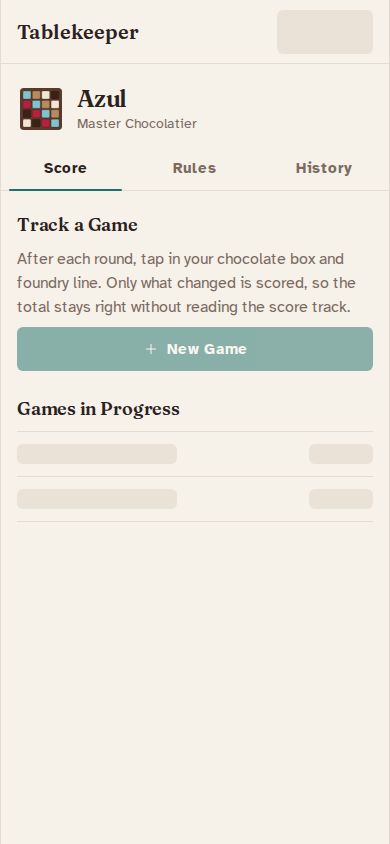 Tablekeeper
Azul
Master Chocolatier
Score
Rules
History
Track a Game
After each round, tap in your chocolate box and
foundry line. Only what changed is scored, so the
total stays right without reading the score track.
+ New Game
Games in Progress